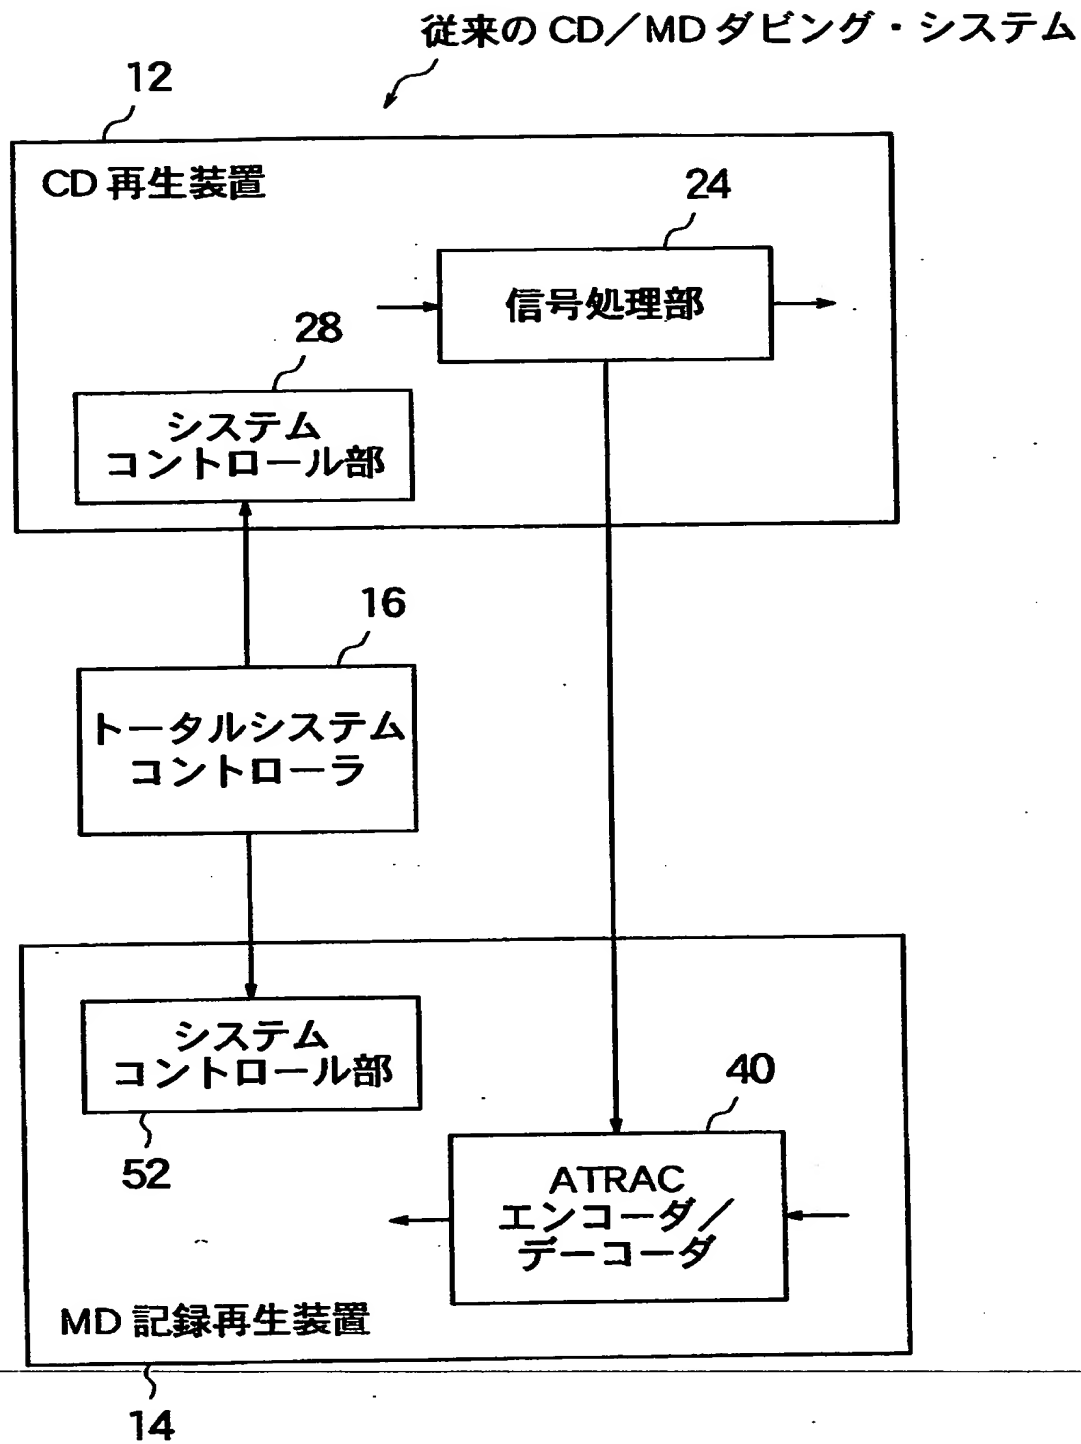 従来のCD／MDダビング・システム
12
CD再生装置
24
信号処理部
28
システム
コントロール部
16
トータルシステム
コントローラ
システム
コントロール部
52
40
ATRAC
エンコーダ／
デーコーダ
MD記録再生装置
14